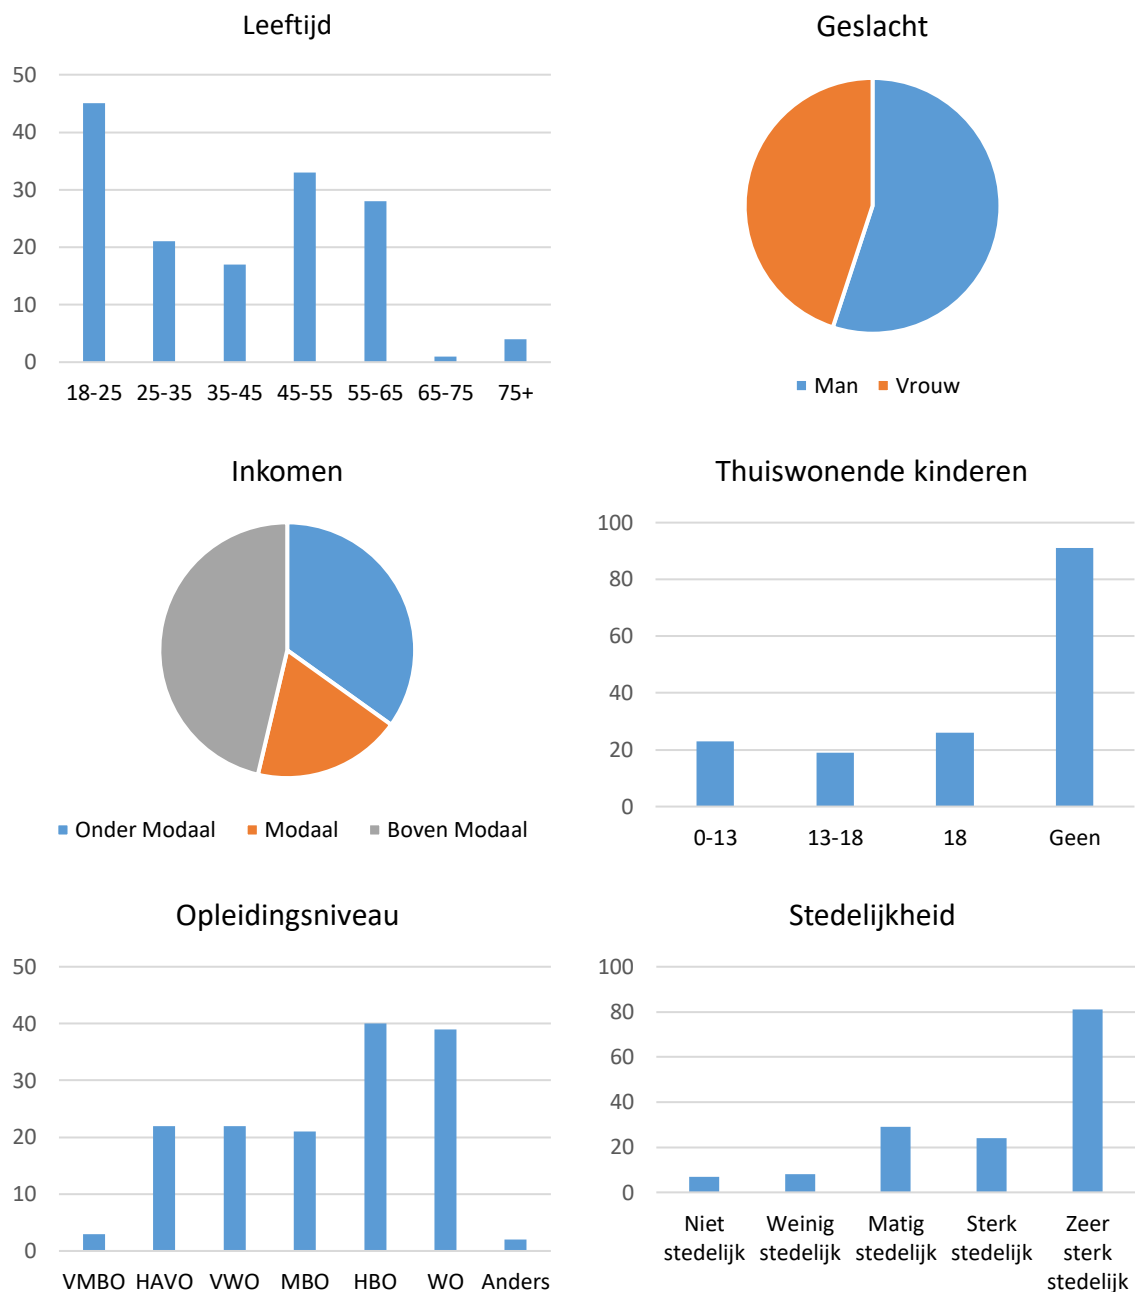 Leeftijd
50
40
30
20
10
0
18-25 25-35 35-45 45-55 55-65 65-75 75+
Geslacht
Man Vrouw
Inkomen
Onder Modaal Modaal Boven Modaal
Thuiswonende kinderen
100
80
60
40
20
0
0-13 13-18 18 Geen
Opleidingsniveau
50
40
30
20
10
0
VMBO HAVO VWO MBO HBO WO Anders
Stedelijkheid
100
80
60
40
20
0
Niet Weinig Matig Sterk Zeer
stedelijk stedelijk stedelijk stedelijk sterk
stedelijk